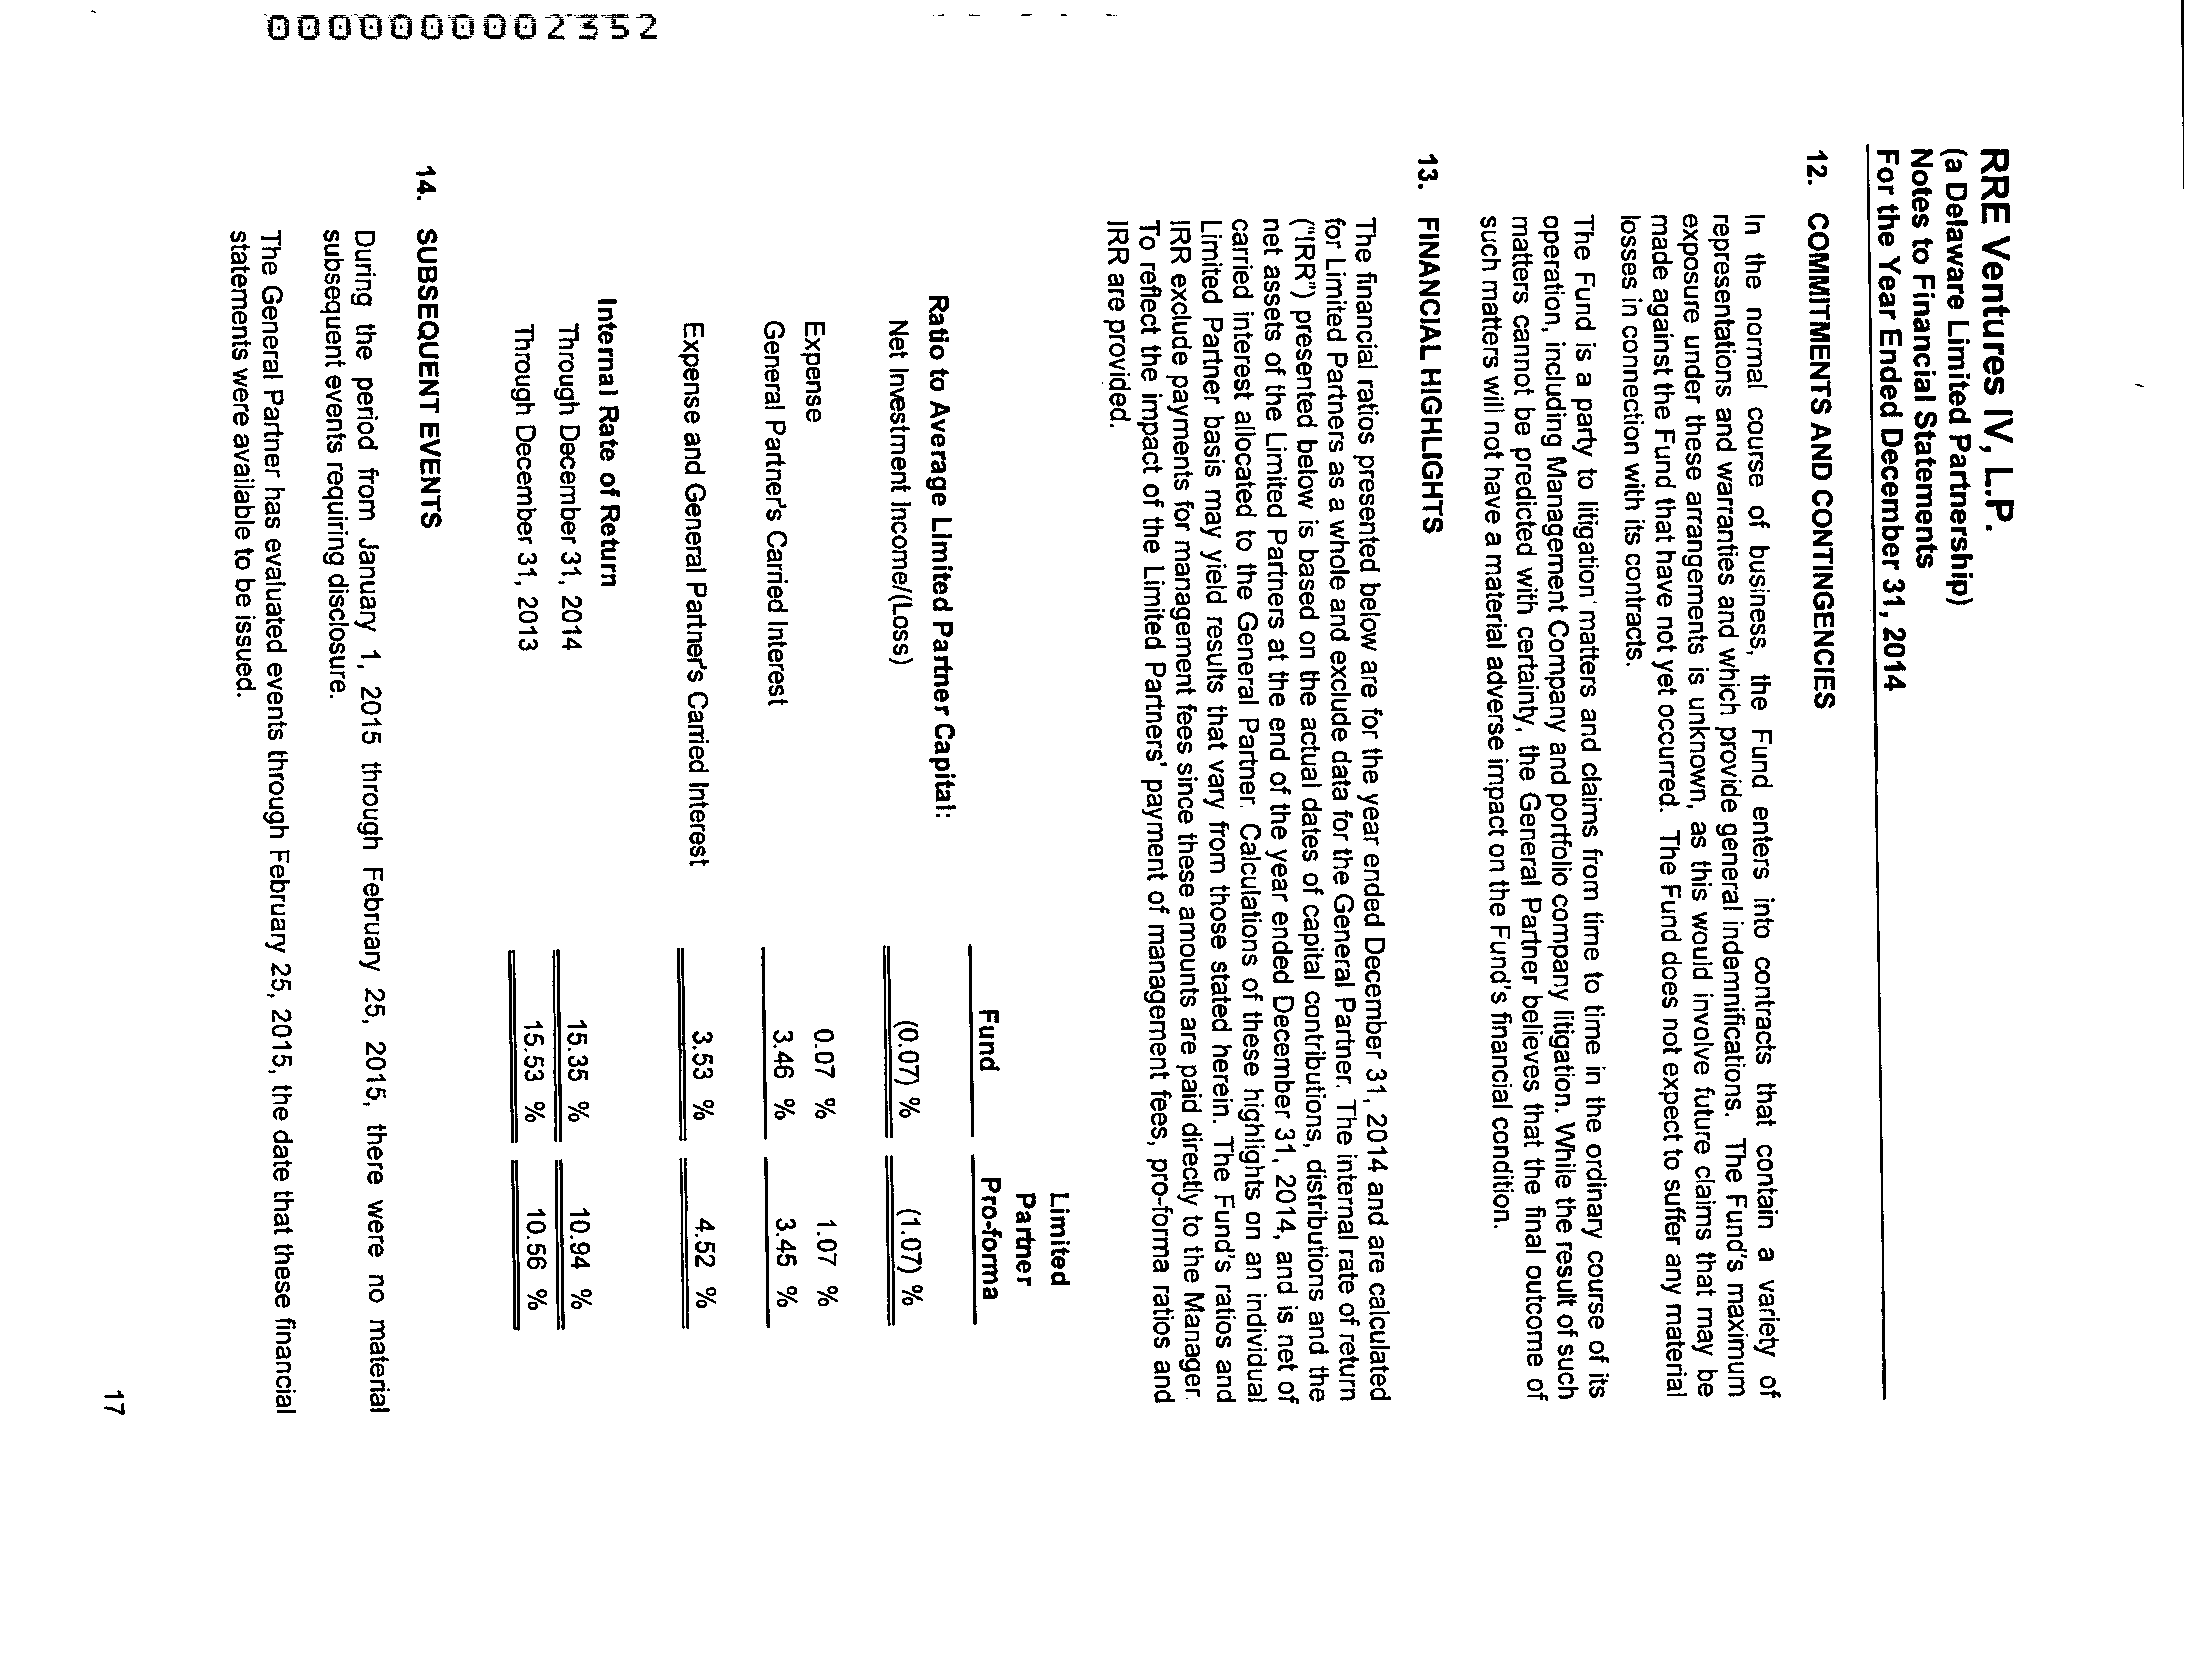 RRE Ventures IV, L.P.
(a Delaware Limited Partnership)
Notes to Financial Statements
For the Year Ended December 31, 2014
12. COMMITMENTS AND CONTINGENCIES
In the normal course of business, the Fund enters into contracts that contain a variety of
representations and warranties and which provide general indemnifications. The Fund's maximum
exposure under these arrangements is unknown, as this would involve future claims that may be
made against the Fund that have not yet occurred. The Fund does not expect to suffer any material
losses in connection with its contracts.
The Fund is a party to litigation matters and claims from time to time in the ordinary course of its
operation, including Management Company and portfolio company litigation. While the result of such
matters cannot be predicted with certainty, the General Partner believes that the final outcome of
such matters will not have a material adverse impact on the Fund's financial condition.
13. FINANCIAL HIGHLIGHTS
The financial ratios presented below are for the year ended December 31, 2014 and are calculated
for Limited Partners as a whole and exclude data for the General Partner. The internal rate of return
("IRR") presented below is based on the actual dates of capital contributions, distributions and the
net assets of the Limited Partners at the end of the year ended December 31, 2014, and is net of
carried interest allocated to the General Partner. Calculations of these highlights on an individual
Limited Partner basis may yield results that vary from those stated herein. The Fund's ratios and
IRR exclude payments for management fees since these amounts are paid directly to the Manager.
To reflect the impact of the Limited Partners' payment of management fees, pro-forma ratios and
IRR are provided.
Limited
Partner
Fund Pro-forma
Ratio to Average Limited Partner Capital:
Net Investment Income/(Loss) (0.07) % (1.07) %
Expense 0.07 % 1.07 %
General Partner's Carried Interest 3.46 % 3.45 %
Expense and General Partner's Carried Interest 3.53 % 4.52 %
Internal Rate of Return
Through December 31, 2014 15.35 % 10.94 %
Through December 31, 2013 15.53 % 10.56 %
14. SUBSEQUENT EVENTS
During the period from January 1, 2015 through February 25, 2015, there were no material
subsequent events requiring disclosure.
The General Partner has evaluated events through February 25, 2015, the date that these financial
statements were available to be issued.
17
0000000002352